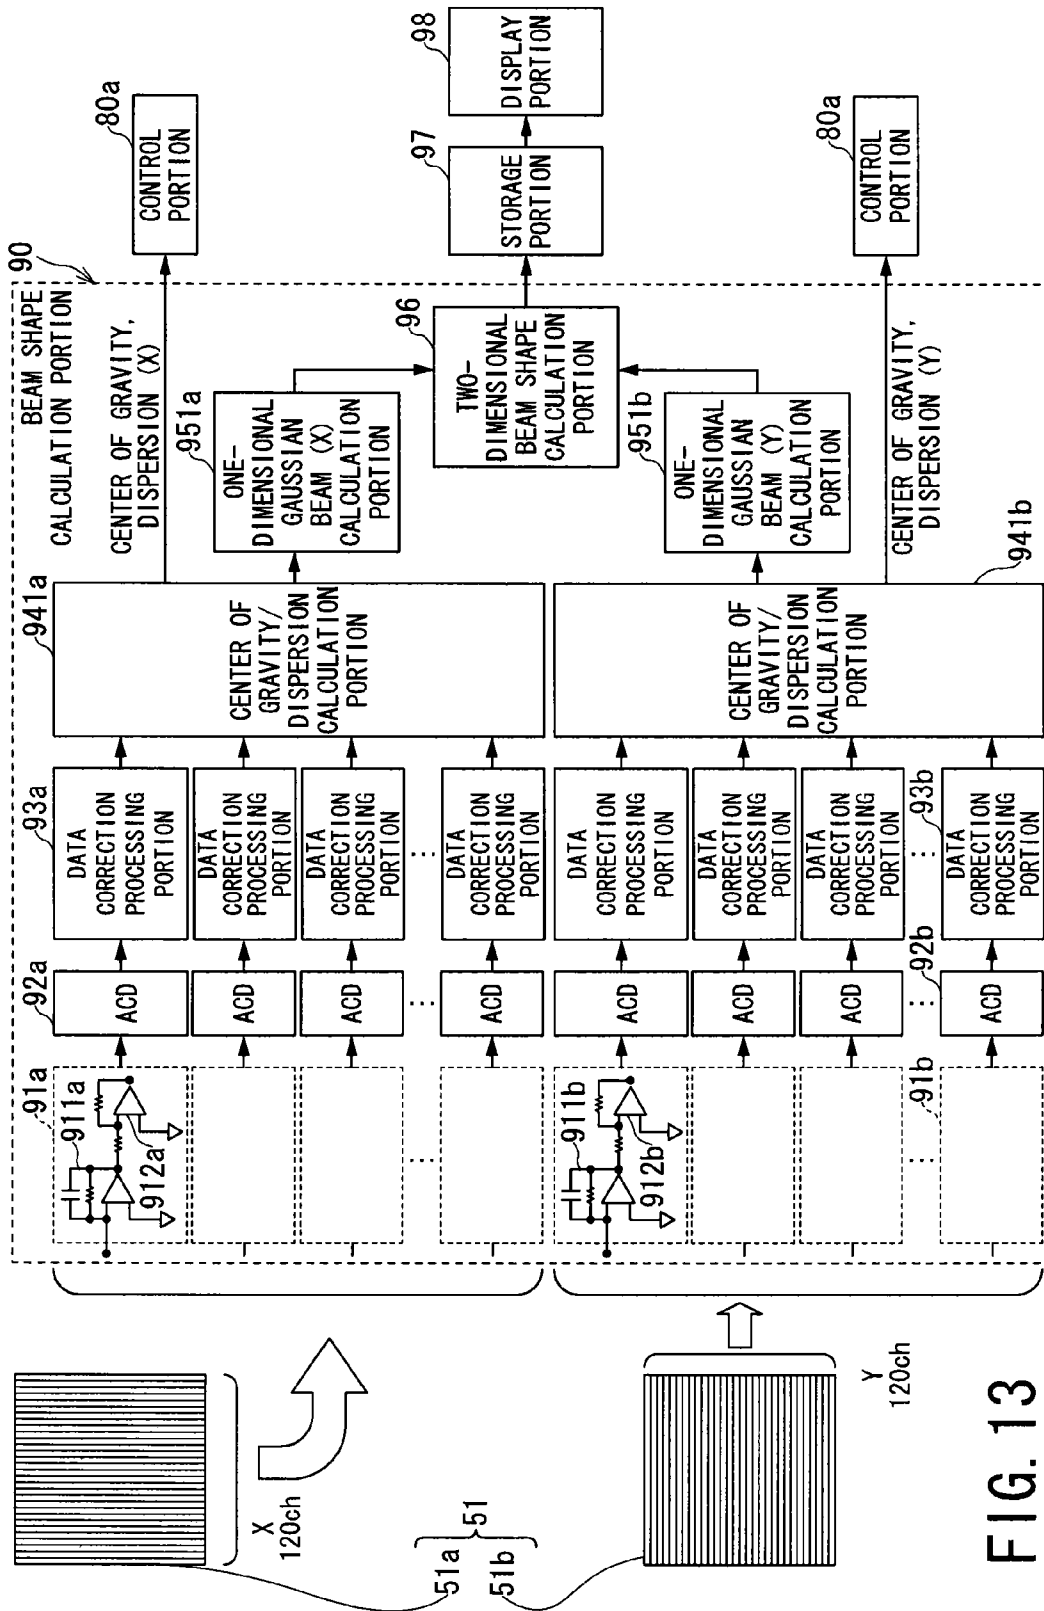 BEAM SHAPE
CALCULATION PORTION
90
CENTER OF GRAVITY,
DISPERSION (X)
80a
CONTROL
PORTION
91a
911a
912a
92a
ACD
ACD
ACD
...
ACD
93a
DATA
CORRECTION
PROCESSING
PORTION
DATA
CORRECTION
PROCESSING
PORTION
DATA
CORRECTION
PROCESSING
PORTION
...
DATA
CORRECTION
PROCESSING
PORTION
...
941a
CENTER OF
GRAVITY/
DISPERSION
CALCULATION
PORTION
951a
ONE-
DIMENSIONAL
GAUSSIAN
BEAM (X)
CALCULATION
PORTION
96
TWO-
DIMENSIONAL
BEAM SHAPE
CALCULATION
PORTION
97
STORAGE
PORTION
98
DISPLAY
PORTION
951b
ONE-
DIMENSIONAL
GAUSSIAN
BEAM (Y)
CALCULATION
PORTION
X
120ch
51a
51b
51
Y
120ch
911b
912b
...
91b
ACD
ACD
ACD
...
92b
ACD
DATA
CORRECTION
PROCESSING
PORTION
DATA
CORRECTION
PROCESSING
PORTION
DATA
CORRECTION
PROCESSING
PORTION
...
93b
DATA
CORRECTION
PROCESSING
PORTION
CENTER OF
GRAVITY/
DISPERSION
CALCULATION
PORTION
941b
CENTER OF GRAVITY,
DISPERSION (Y)
80a
CONTROL
PORTION
FIG. 13